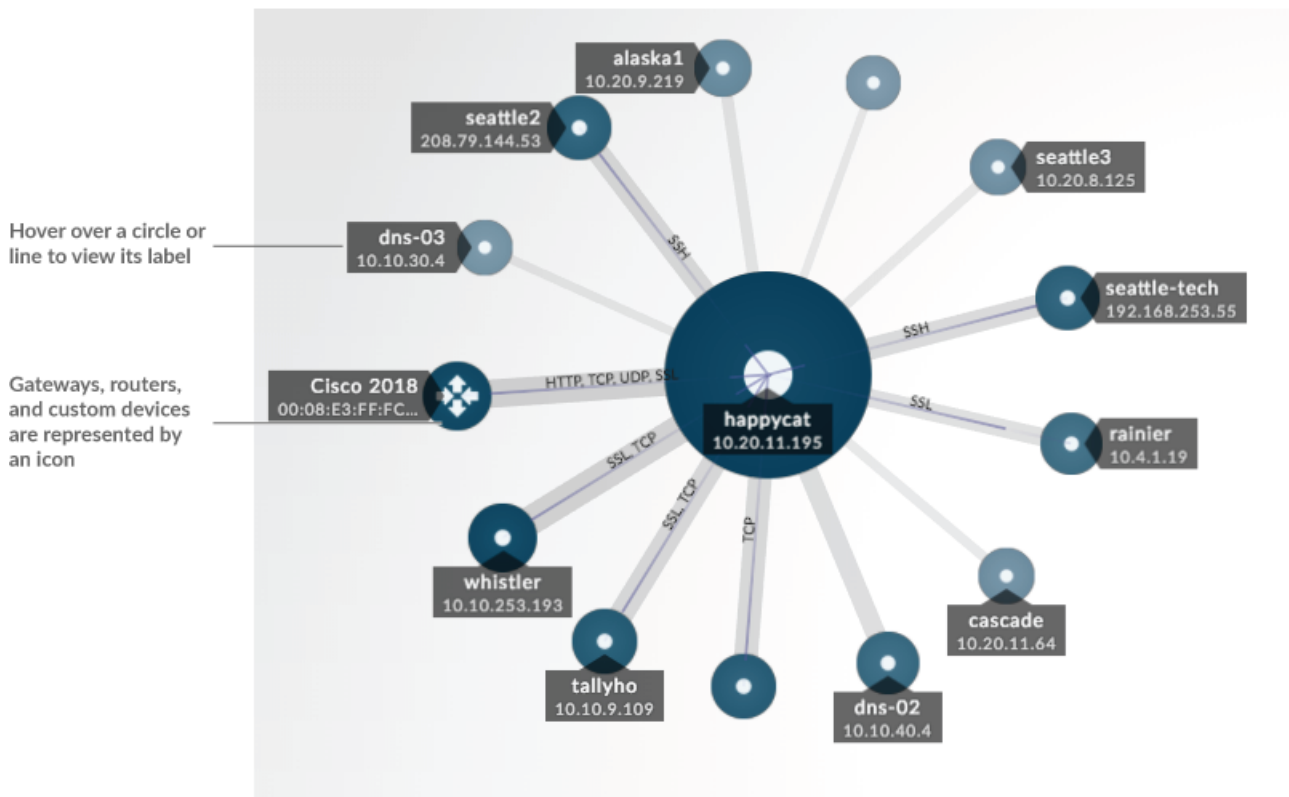 alaska1
10.20.9.219
seattle2
208.79.144.53
seattle3
10.20.8.125
Hover over a circle or
line to view its label
dns-03
10.10.30.4
SSH
seattle-tech
192.168.253.55
SSH
Gateways, routers,
and custom devices
are represented by
an icon
Cisco 2018
00:08:E3:FF:FC...
HTTP, TCP, UDP, SSL
happycat
10.20.11.195
SSL
rainier
10.4.1.19
SSL, TCP
SSL, TCP
TCP
whistler
10.10.253.193
cascade
10.20.11.64
tallyho
10.10.9.109
dns-02
10.10.40.4